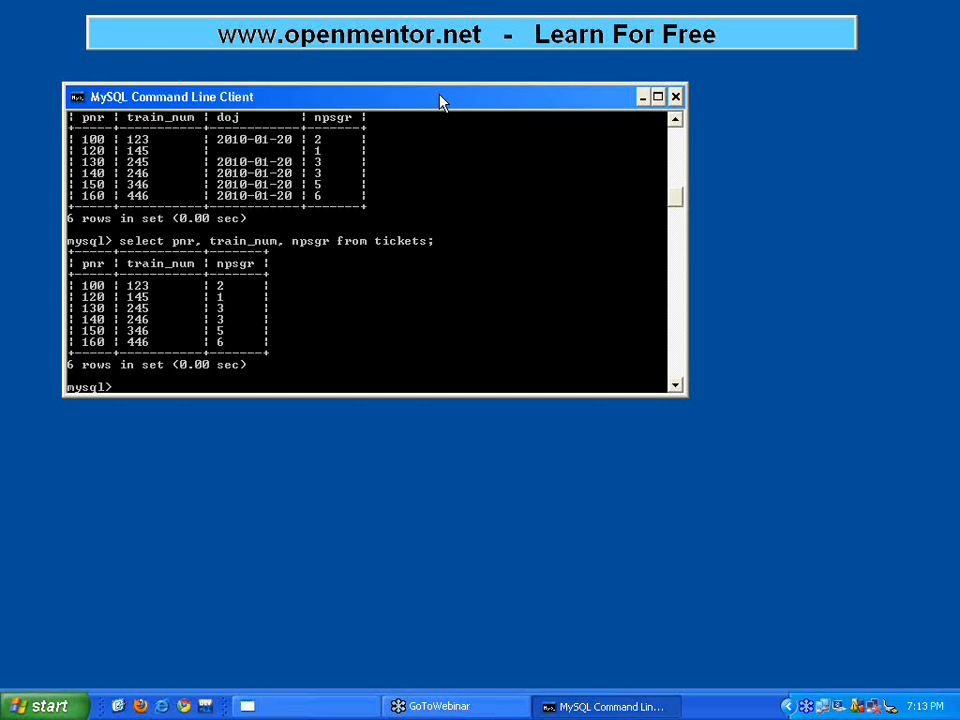 www.openmentor.net - Learn For Free
MySQL Command Line Client
| pnr | train_num | doj | npsgr |
+-----+-----------+------------+-------+
| 100 | 123 | 2010-01-20 | 2 |
| 120 | 145 | | 1 |
| 130 | 245 | 2010-01-20 | 3 |
| 140 | 246 | 2010-01-20 | 3 |
| 150 | 346 | 2010-01-20 | 5 |
| 160 | 446 | 2010-01-20 | 6 |
+-----+-----------+------------+-------+
6 rows in set (0.00 sec)
mysql> select pnr, train_num, npsgr from tickets;
+-----+-----------+-------+
| pnr | train_num | npsgr |
+-----+-----------+-------+
| 100 | 123 | 2 |
| 120 | 145 | 1 |
| 130 | 245 | 3 |
| 140 | 246 | 3 |
| 150 | 346 | 5 |
| 160 | 446 | 6 |
+-----+-----------+-------+
6 rows in set (0.00 sec)
mysql>
start
GoToWebinar
MySQL Command Lin...
7:13 PM